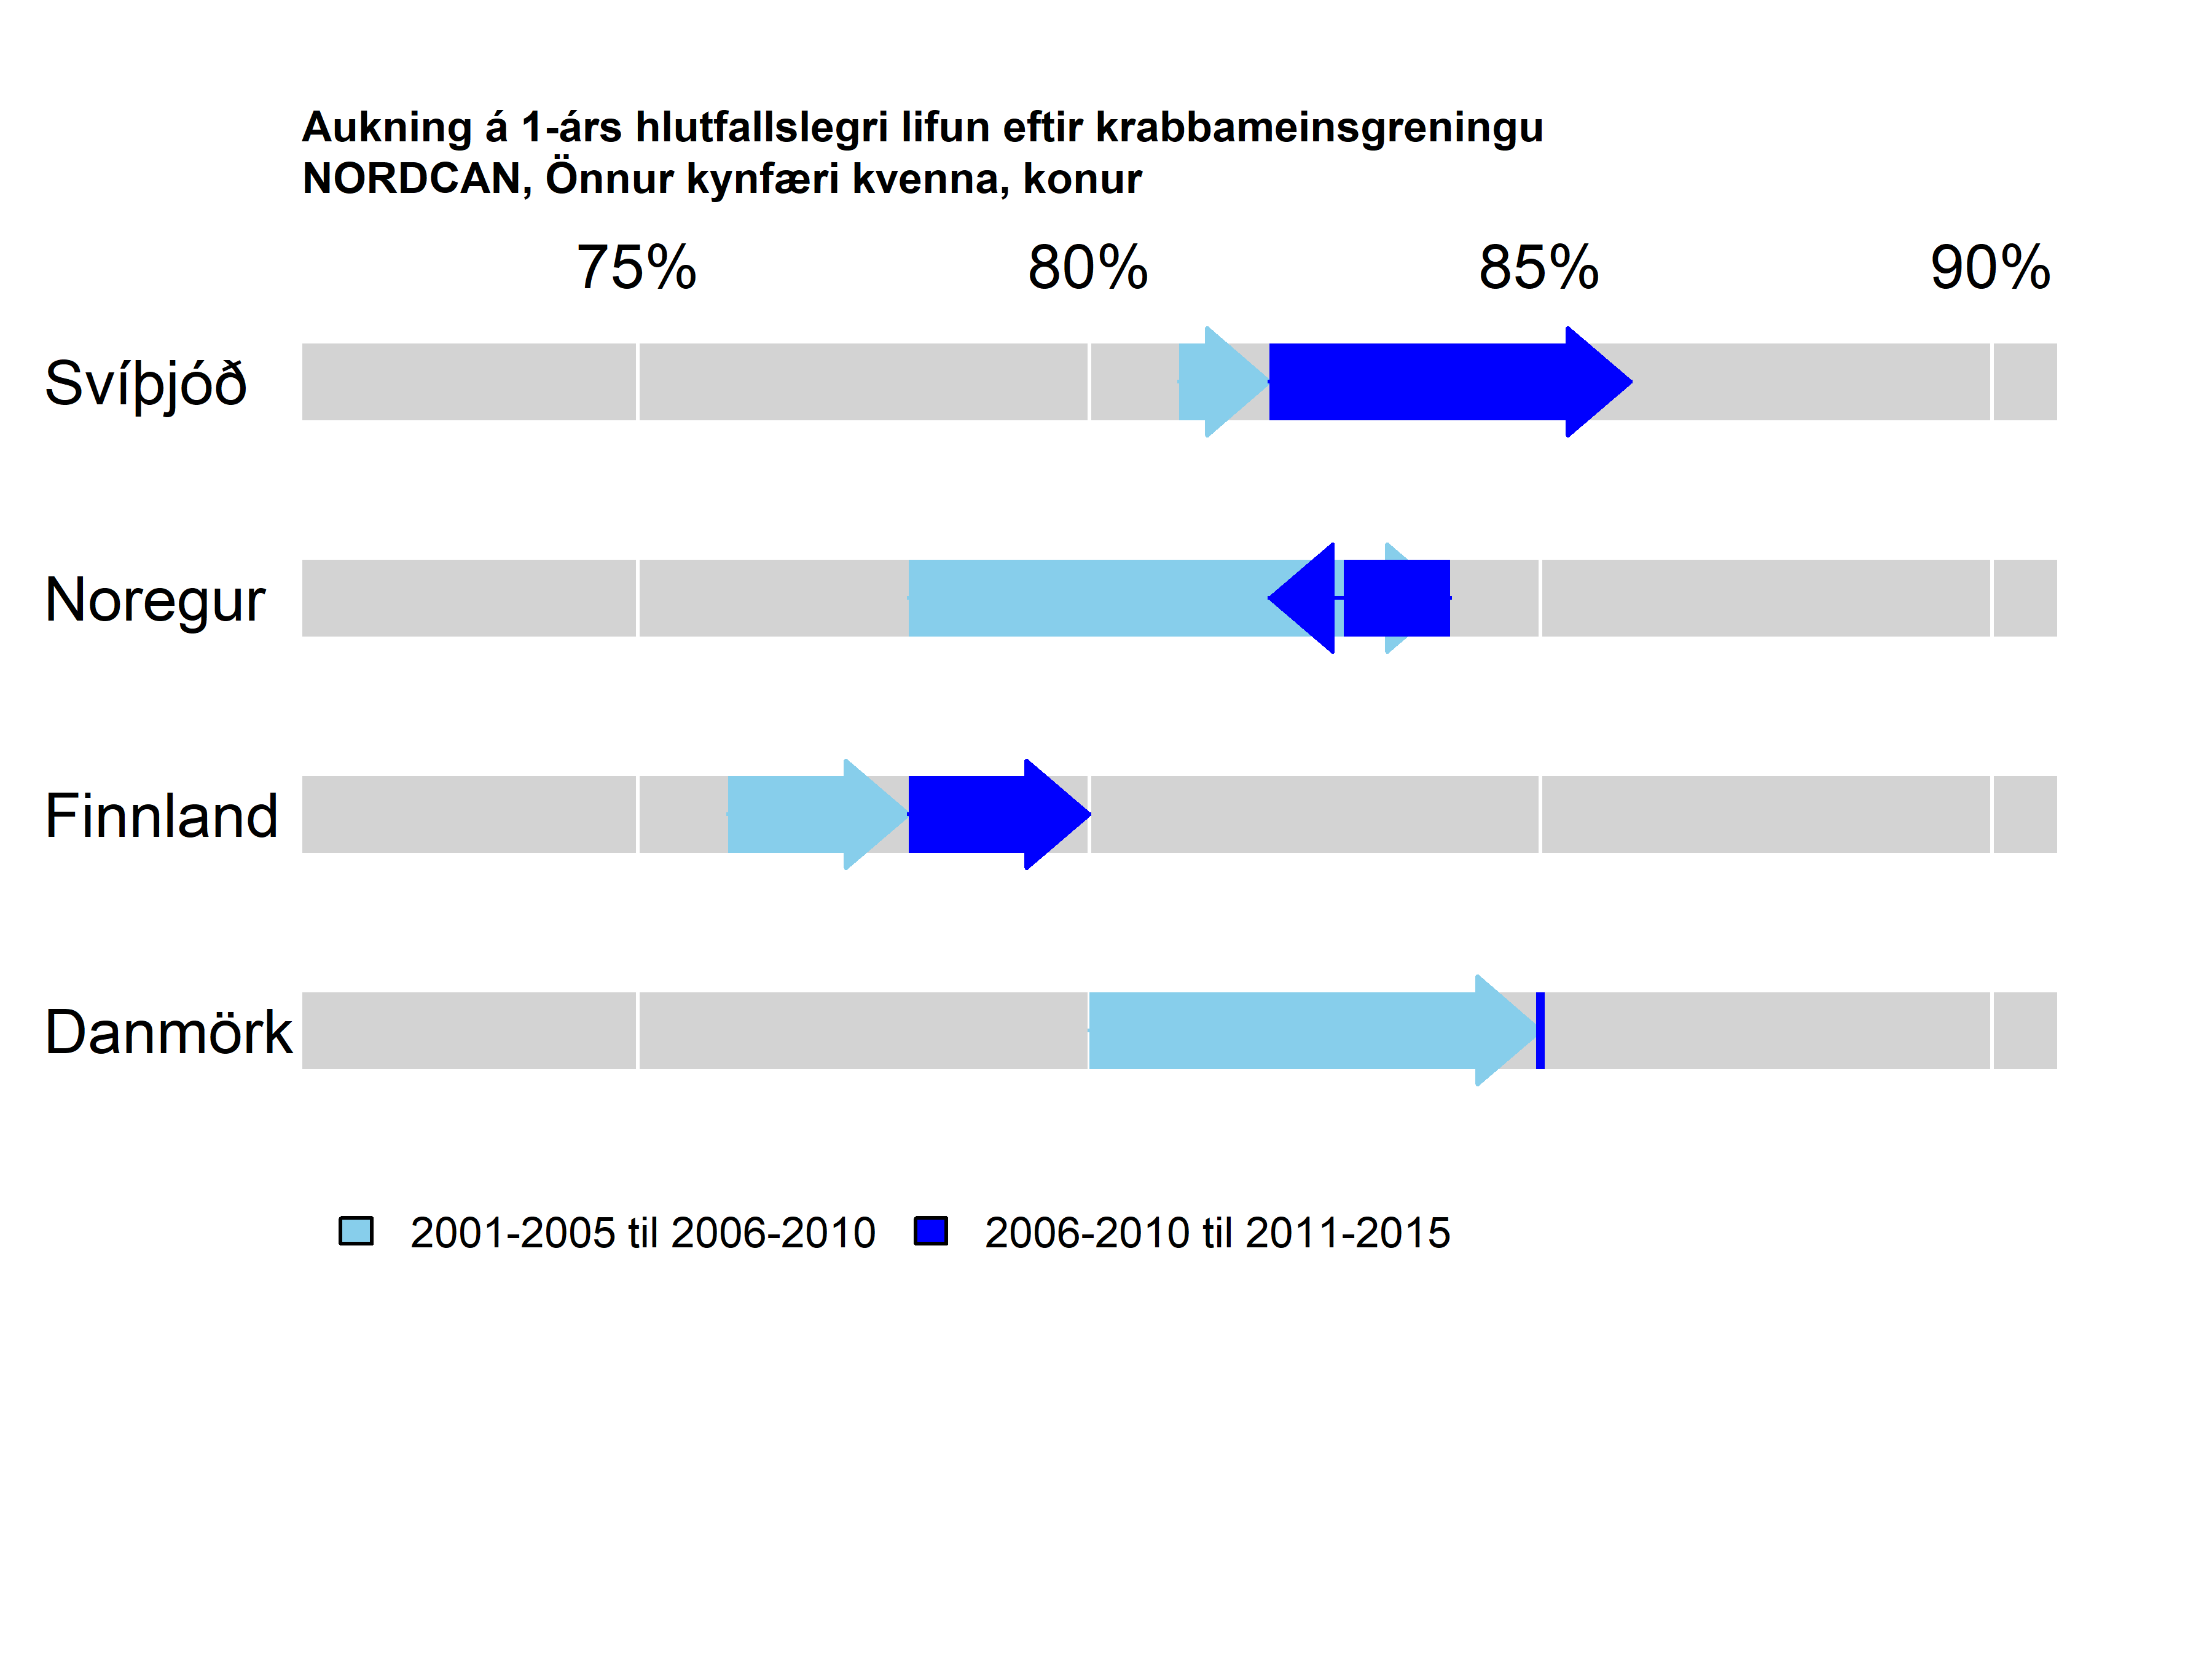 Aukning á 1-árs hlutfallslegri lifun eftir krabbameinsgreningu
NORDCAN, Önnur kynfæri kvenna, konur
75% 80% 85% 90%
Svíþjóð
Noregur
Finnland
Danmörk
2001-2005 til 2006-2010 2006-2010 til 2011-2015